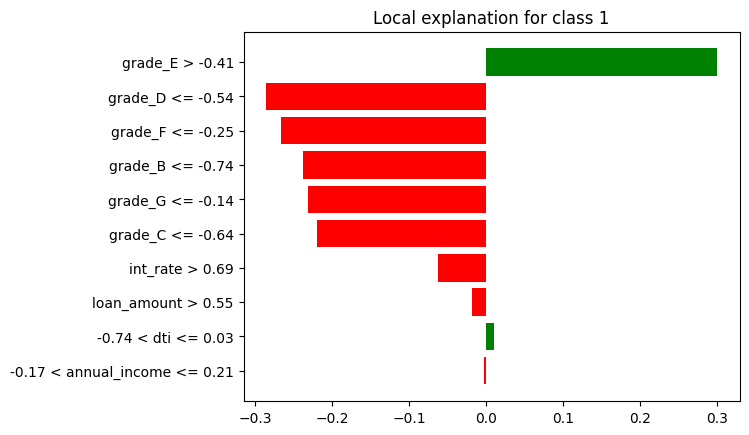 Local explanation for class 1
grade_E > -0.41
grade_D <= -0.54
grade_F <= -0.25
grade_B <= -0.74
grade_G <= -0.14
grade_C <= -0.64
int_rate > 0.69
loan_amount > 0.55
-0.74 < dti <= 0.03
-0.17 < annual_income <= 0.21
−0.3 −0.2 −0.1 0.0 0.1 0.2 0.3